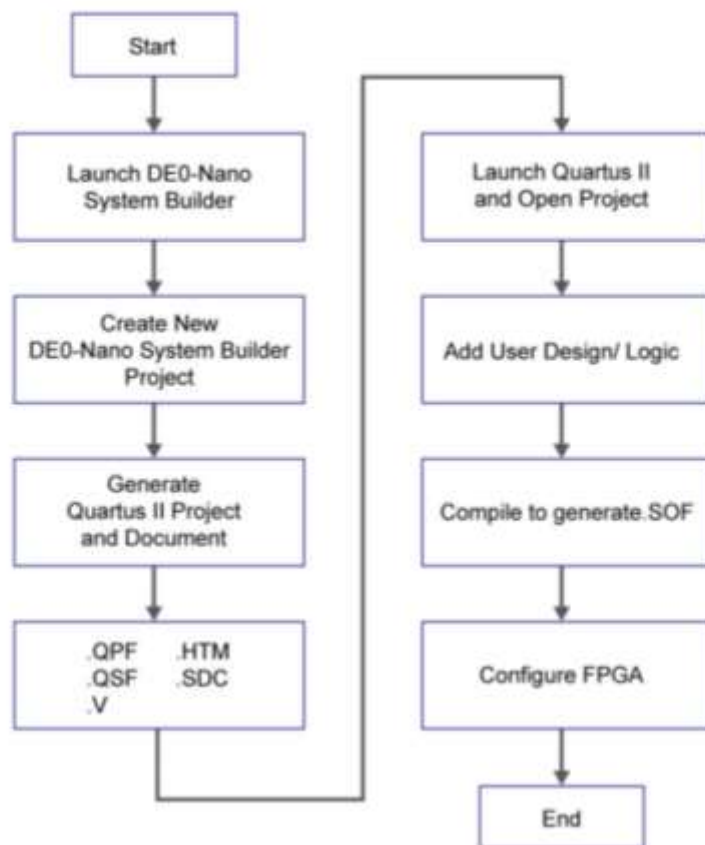 Start
Launch DE0-Nano
System Builder
Create New
DE0-Nano System Builder
Project
Generate
Quartus II Project
and Document
.QPF .HTM
.QSF .SDC
.V
Launch Quartus II
and Open Project
Add User Design/ Logic
Compile to generate.SOF
Configure FPGA
End